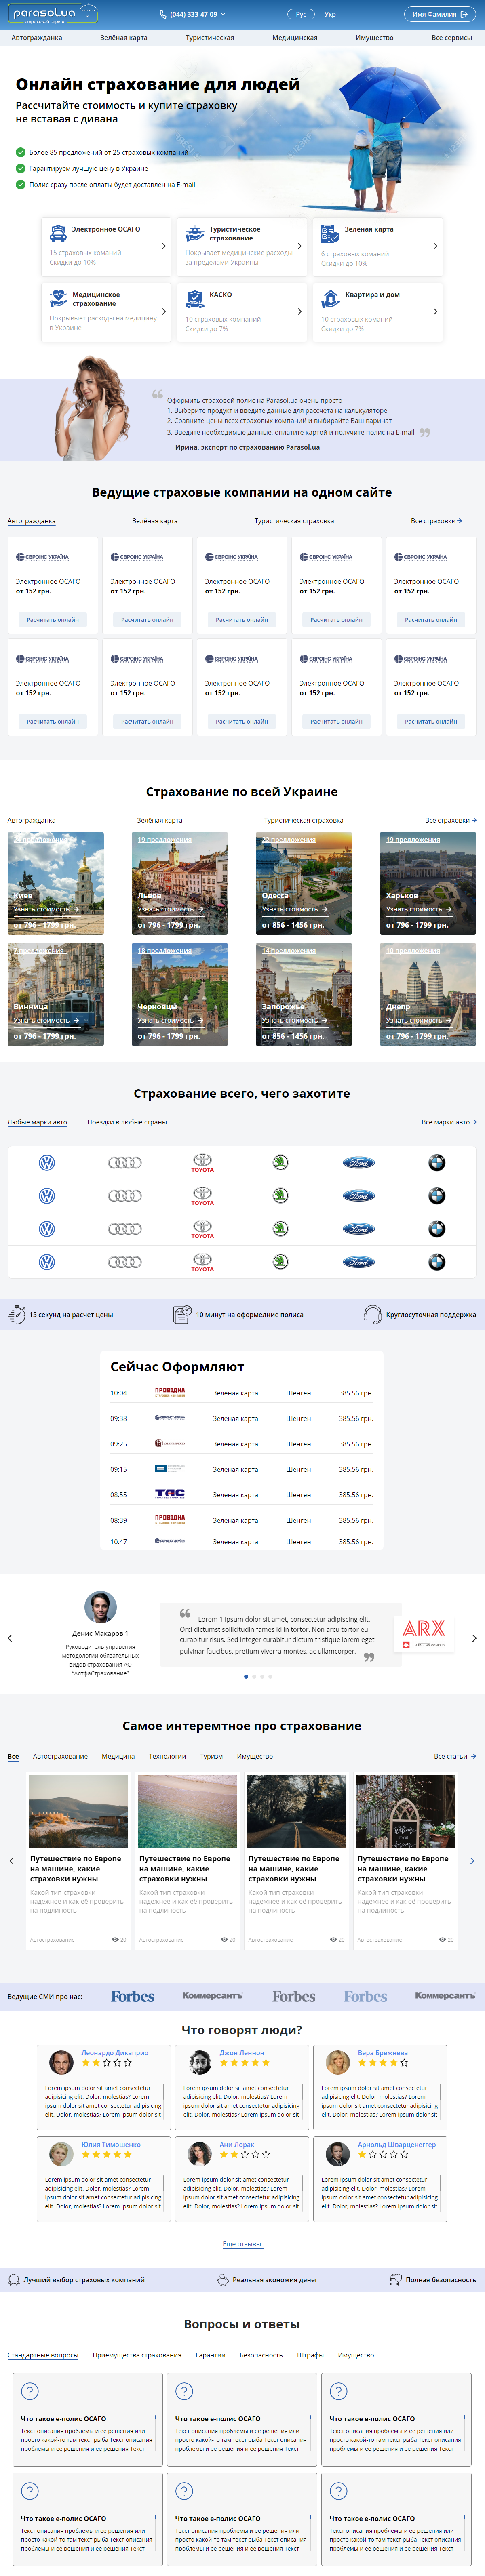 parasol.ua
страховой сервис
(044) 333-47-09
Рус
Укр
Имя Фамилия
Автогражданка
Зелёная карта
Туристическая
Медицинская
Имущество
Все сервисы
Онлайн страхование для людей
Рассчитайте стоимость и купите страховку
не вставая с дивана
Более 85 предложений от 25 страховых компаний
Гарантируем лучшую цену в Украине
Полис сразу после оплаты будет доставлен на E-mail
Электронное ОСАГО
15 страховых команий
Скидки до 10%
Туристическое
страхование
Покрывает медицинские расходы
за пределами Украины
Зелёная карта
6 страховых команий
Скидки до 10%
Медицинское
страхование
Покрывыет расходы на медицину
в Украине
КАСКО
10 страховых компаний
Скидки до 7%
Квартира и дом
10 страховых команий
Скидки до 7%
Оформить страховой полис на Parasol.ua очень просто
1. Выберите продукт и введите данные для рассчета на калькуляторе
2. Сравните цены всех страховых компаний и выбирайте Ваш варинат
3. Введите необходимые данные, оплатите картой и получите полис на E-mail
— Ирина, эксперт по страхованию Parasol.ua
Ведущие страховые компании на одном сайте
Автогражданка
Зелёная карта
Туристическая страховка
Все страховки
ЄВРОІНС УКРАЇНА
ЄВРОІНС УКРАЇНА
ЄВРОІНС УКРАЇНА
ЄВРОІНС УКРАЇНА
ЄВРОІНС УКРАЇНА
Электронное ОСАГО
Электронное ОСАГО
Электронное ОСАГО
Электронное ОСАГО
Электронное ОСАГО
от 152 грн.
от 152 грн.
от 152 грн.
от 152 грн.
от 152 грн.
Расчитать онлайн
Расчитать онлайн
Расчитать онлайн
Расчитать онлайн
Расчитать онлайн
ЄВРОІНС УКРАЇНА
ЄВРОІНС УКРАЇНА
ЄВРОІНС УКРАЇНА
ЄВРОІНС УКРАЇНА
ЄВРОІНС УКРАЇНА
Электронное ОСАГО
Электронное ОСАГО
Электронное ОСАГО
Электронное ОСАГО
Электронное ОСАГО
от 152 грн.
от 152 грн.
от 152 грн.
от 152 грн.
от 152 грн.
Расчитать онлайн
Расчитать онлайн
Расчитать онлайн
Расчитать онлайн
Расчитать онлайн
Страхование по всей Украине
Автогражданка
Зелёная карта
Туристическая страховка
Все страховки
предложения
Киев
Узнать стоимость
от 796 - 1799 грн.
19 предложения
Львов
Узнать стоимость
от 796 - 1799 грн.
предложения
Одесса
Узнать стоимость
от 856 - 1456 грн.
19 предложения
Харьков
Узнать стоимость
от 796 - 1799 грн.
предложения
Винница
Узнать стоимость
от 796 - 1799 грн.
18 предложения
Черновцы
Узнать стоимость
от 796 - 1799 грн.
14 предложения
Запорожье
Узнать стоимость
от 856 - 1456 грн.
10 предложения
Днепр
Узнать стоимость
от 796 - 1799 грн.
Страхование всего, чего захотите
Любые марки авто
Поездки в любые страны
Все марки авто
TOYOTA
Ford
TOYOTA
Ford
TOYOTA
Ford
TOYOTA
Ford
15 секунд на расчет цены
10 минут на оформелние полиса
Круглосуточная поддержка
Сейчас Оформляют
10:04 ПРОВІДНА Зеленая карта Шенген 385.56 грн.
09:38 Зеленая карта Шенген 385.56 грн.
09:25 Зеленая карта Шенген 385.56 грн.
09:15 Зеленая карта Шенген 385.56 грн.
08:55 ТАС Зеленая карта Шенген 385.56 грн.
08:39 ПРОВІДНА Зеленая карта Шенген 385.56 грн.
10:47 Зеленая карта Шенген 385.56 грн.
Денис Макаров 1
Руководитель управения
методологии обязательных
видов страхования АО
"АлтфаСтрахование"
Lorem 1 ipsum dolor sit amet, consectetur adipiscing elit.
Orci dictumst sollicitudin fames id in tortor. Non arcu tortor eu
curabitur risus. Sed integer curabitur dictum tristique lorem eget
pulvinar faucibus. pretium viverra montes, ac ullamcorper.
ARX
Самое интеремтное про страхование
Все
Автострахование
Медицина
Технологии
Туризм
Имущество
Все статьи
Путешествие по Европе
на машине, какие
страховки нужны
Какой тип страховки
надежнее и как её проверить
на подлинность
Автострахование
20
Путешествие по Европе
на машине, какие
страховки нужны
Какой тип страховки
надежнее и как её проверить
на подлинность
Автострахование
20
Путешествие по Европе
на машине, какие
страховки нужны
Какой тип страховки
надежнее и как её проверить
на подлинность
Автострахование
20
Welcome
Путешествие по Европе
на машине, какие
страховки нужны
Какой тип страховки
надежнее и как её проверить
на подлинность
Автострахование
20
Ведущие СМИ про нас:
Forbes
Коммерсантъ
Forbes
Forbes
Коммерсантъ
Что говорят люди?
Леонардо Дикаприо
Lorem ipsum dolor sit amet consectetur
adipisicing elit. Dolor, molestias? Lorem
ipsum dolor sit amet consectetur adipisicing
elit. Dolor, molestias? Lorem ipsum dolor sit
Джон Леннон
Lorem ipsum dolor sit amet consectetur
adipisicing elit. Dolor, molestias? Lorem
ipsum dolor sit amet consectetur adipisicing
elit. Dolor, molestias? Lorem ipsum dolor sit
Вера Брежнева
Lorem ipsum dolor sit amet consectetur
adipisicing elit. Dolor, molestias? Lorem
ipsum dolor sit amet consectetur adipisicing
elit. Dolor, molestias? Lorem ipsum dolor sit
Юлия Тимошенко
Lorem ipsum dolor sit amet consectetur
adipisicing elit. Dolor, molestias? Lorem
ipsum dolor sit amet consectetur adipisicing
elit. Dolor, molestias? Lorem ipsum dolor sit
Ани Лорак
Lorem ipsum dolor sit amet consectetur
adipisicing elit. Dolor, molestias? Lorem
ipsum dolor sit amet consectetur adipisicing
elit. Dolor, molestias? Lorem ipsum dolor sit
Арнольд Шварценеггер
Lorem ipsum dolor sit amet consectetur
adipisicing elit. Dolor, molestias? Lorem
ipsum dolor sit amet consectetur adipisicing
elit. Dolor, molestias? Lorem ipsum dolor sit
Еще отзывы
Лучший выбор страховых компаний
Реальная экономия денег
Полная безопасность
Вопросы и ответы
Стандартные вопросы
Приемущества страхования
Гарантии
Безопасность
Штрафы
Имущество
Что такое е-полис ОСАГО
Текст описания проблемы и ее решения или
просто какой-то там текст рыба Текст описания
проблемы и ее решения и ее решения Текст
Что такое е-полис ОСАГО
Текст описания проблемы и ее решения или
просто какой-то там текст рыба Текст описания
проблемы и ее решения и ее решения Текст
Что такое е-полис ОСАГО
Текст описания проблемы и ее решения или
просто какой-то там текст рыба Текст описания
проблемы и ее решения и ее решения Текст
Что такое е-полис ОСАГО
Текст описания проблемы и ее решения или
просто какой-то там текст рыба Текст описания
проблемы и ее решения и ее решения Текст
Что такое е-полис ОСАГО
Текст описания проблемы и ее решения или
просто какой-то там текст рыба Текст описания
проблемы и ее решения и ее решения Текст
Что такое е-полис ОСАГО
Текст описания проблемы и ее решения или
просто какой-то там текст рыба Текст описания
проблемы и ее решения и ее решения Текст